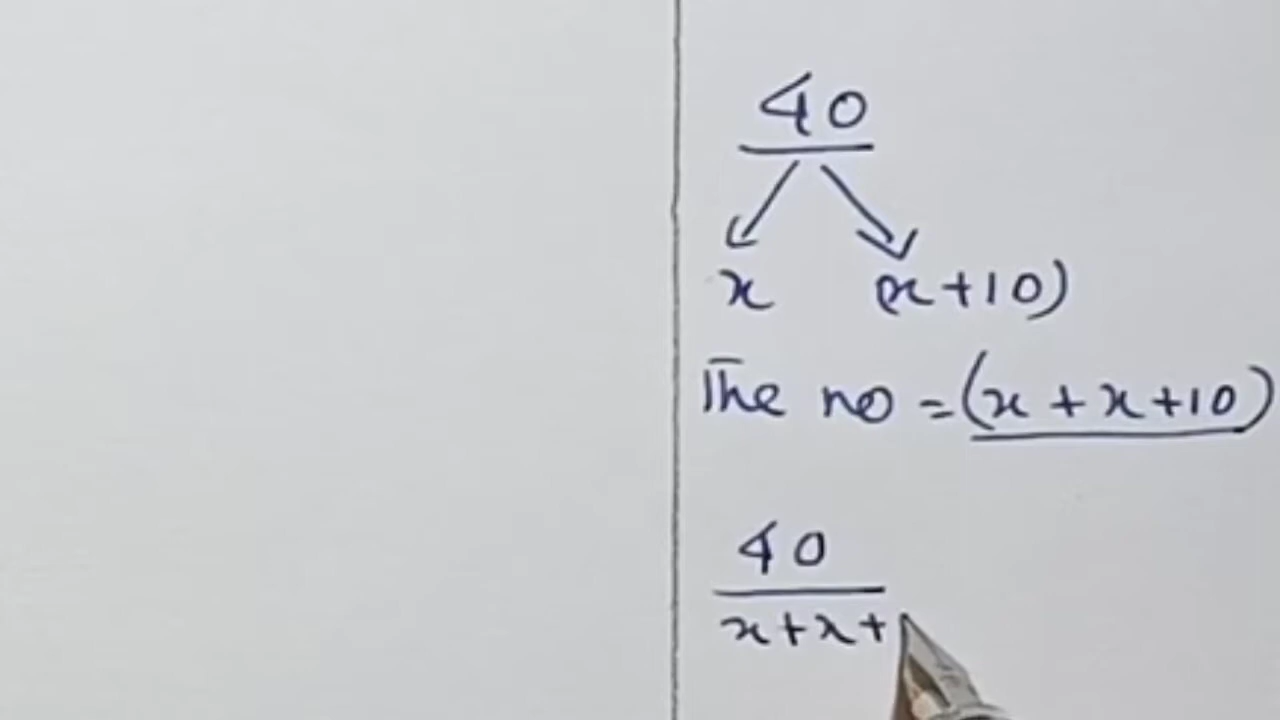 40
x (x+10)
The no = (x + x +10)
40
x+x+